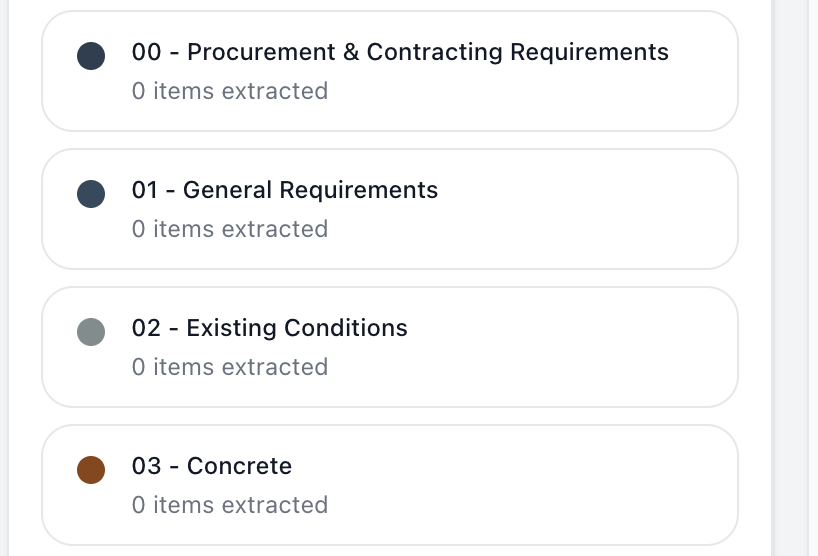 00 - Procurement & Contracting Requirements
0 items extracted
01 - General Requirements
0 items extracted
02 - Existing Conditions
0 items extracted
03 - Concrete
0 items extracted